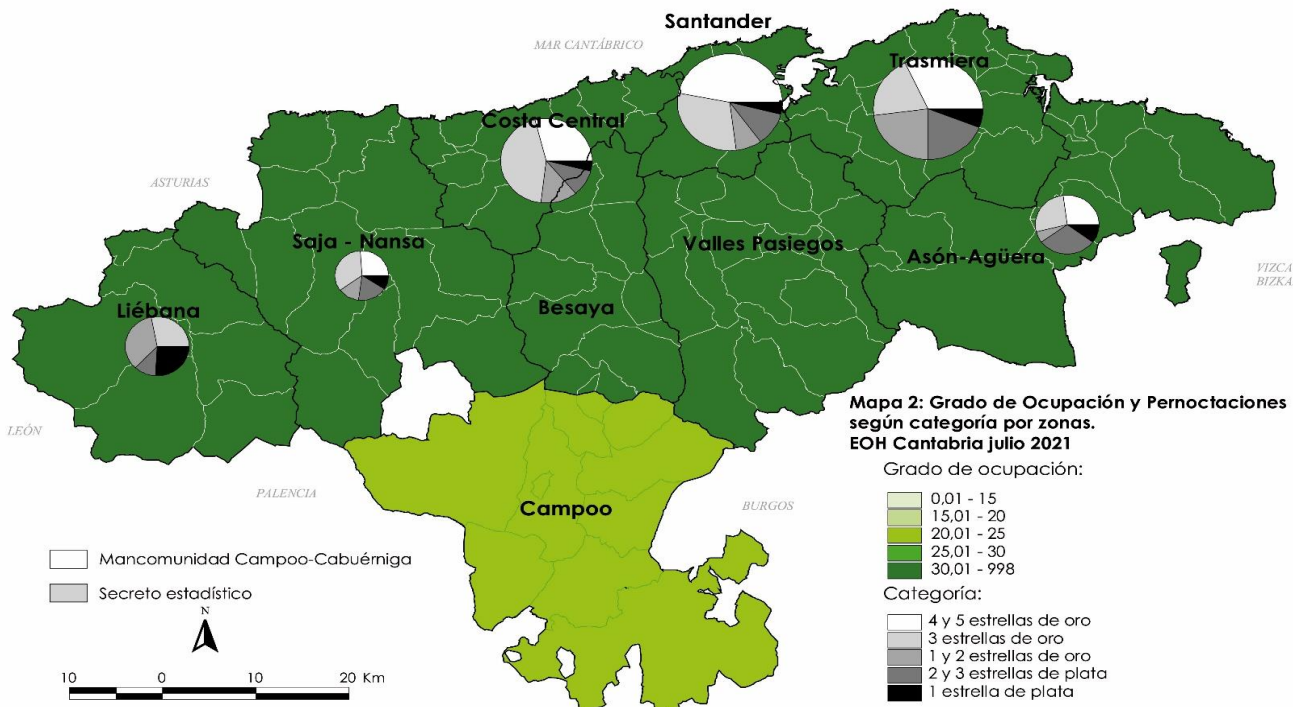 Santander
MAR CANTÁBRICO
Trasmiera
Costa Central
ASTURIAS
Saja - Nansa
Valles Pasiegos
Asón-Agüera
VIZCA
BIZKA
Liébana
Besaya
LEÓN
PALENCIA
Campoo
BURGOS
Mapa 2: Grado de Ocupación y Pernoctaciones
según categoría por zonas.
EOH Cantabria julio 2021
Grado de ocupación:
0,01 - 15
15,01 - 20
20,01 - 25
25,01 - 30
30,01 - 998
Categoría:
4 y 5 estrellas de oro
3 estrellas de oro
1 y 2 estrellas de oro
2 y 3 estrellas de plata
1 estrella de plata
Mancomunidad Campoo-Cabuérniga
Secreto estadístico
N
10 0 10 20 Km